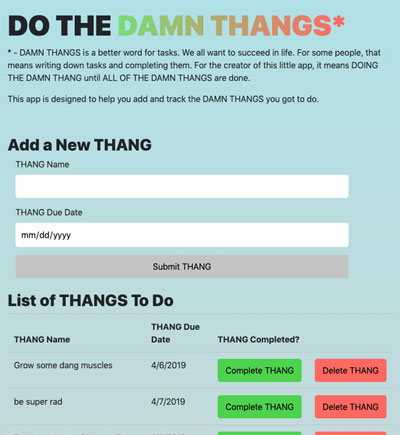 DO THE DAMN THANGS*
* - DAMN THANGS is a better word for tasks. We all want to succeed in life. For some people, that
means writing down tasks and completing them. For the creator of this little app, it means DOING
THE DAMN THANG until ALL OF THE DAMN THANGS are done.
This app is designed to help you add and track the DAMN THANGS you got to do.
Add a New THANG
THANG Name
THANG Due Date
mm/dd/yyyy
Submit THANG
List of THANGS To Do
THANG Name THANG Due Date THANG Completed?
Grow some dang muscles 4/6/2019 Complete THANG Delete THANG
be super rad 4/7/2019 Complete THANG Delete THANG